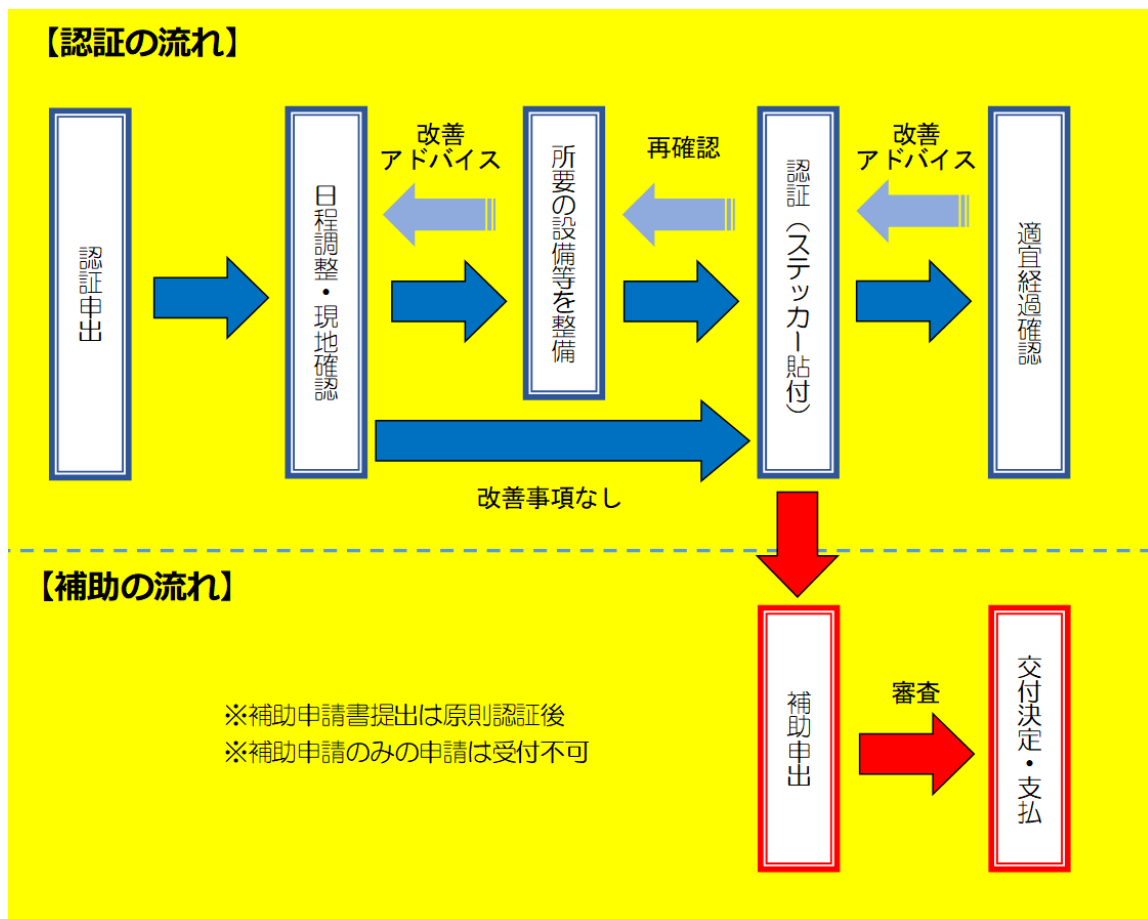 【認証の流れ】
認証申出
日程調整・現地確認
改善
アドバイス
所要の設備等を整備
再確認
認証（ステッカー貼付）
改善
アドバイス
適宜経過確認
改善事項なし
【補助の流れ】
※補助申請書提出は原則認証後
※補助申請のみの申請は受付不可
補助申出
審査
交付決定・支払